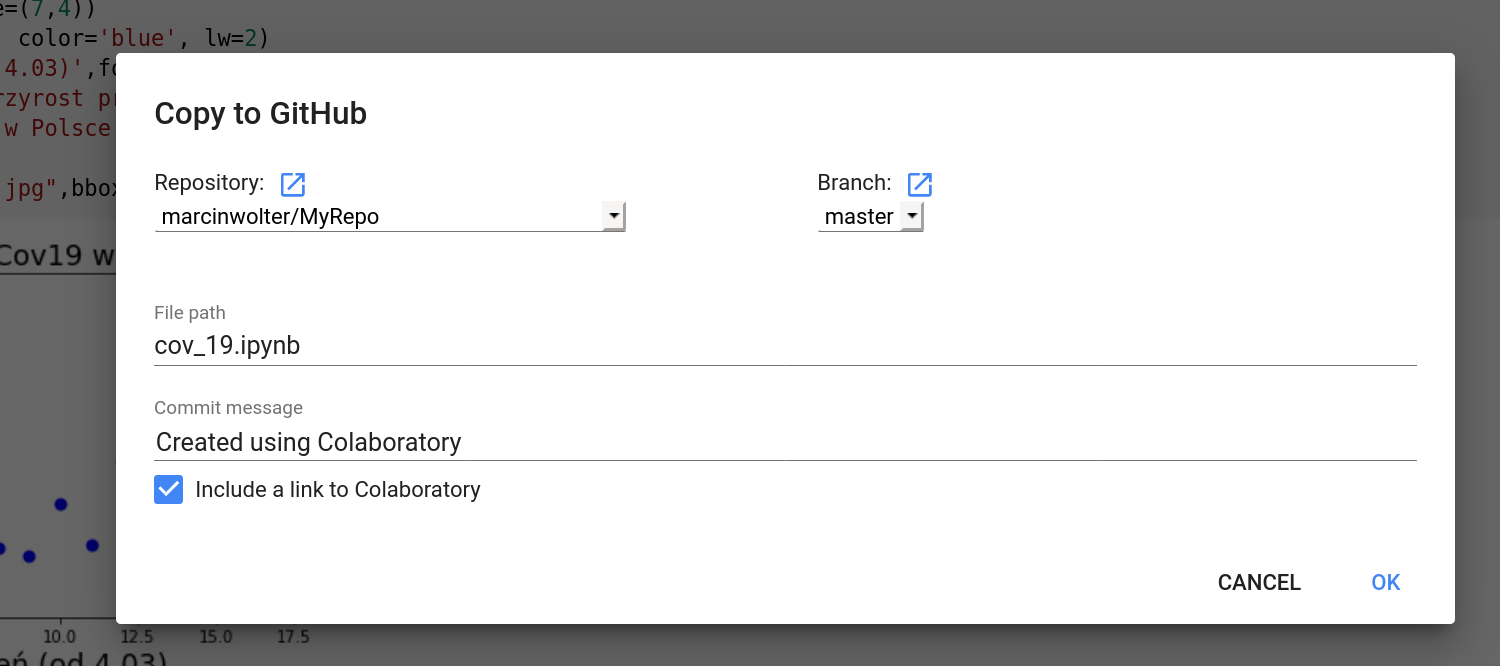 =(7,4))
color='blue', lw=2)
4.03)',fo
rzyrost pr
w Polsce
jpg",bbox
Cov19 w
Copy to GitHub
Repository:
marcinwolter/MyRepo
Branch:
master
File path
cov_19.ipynb
Commit message
Created using Colaboratory
Include a link to Colaboratory
CANCEL
OK
10.0 12.5 15.0 17.5
eń (od 4.03)